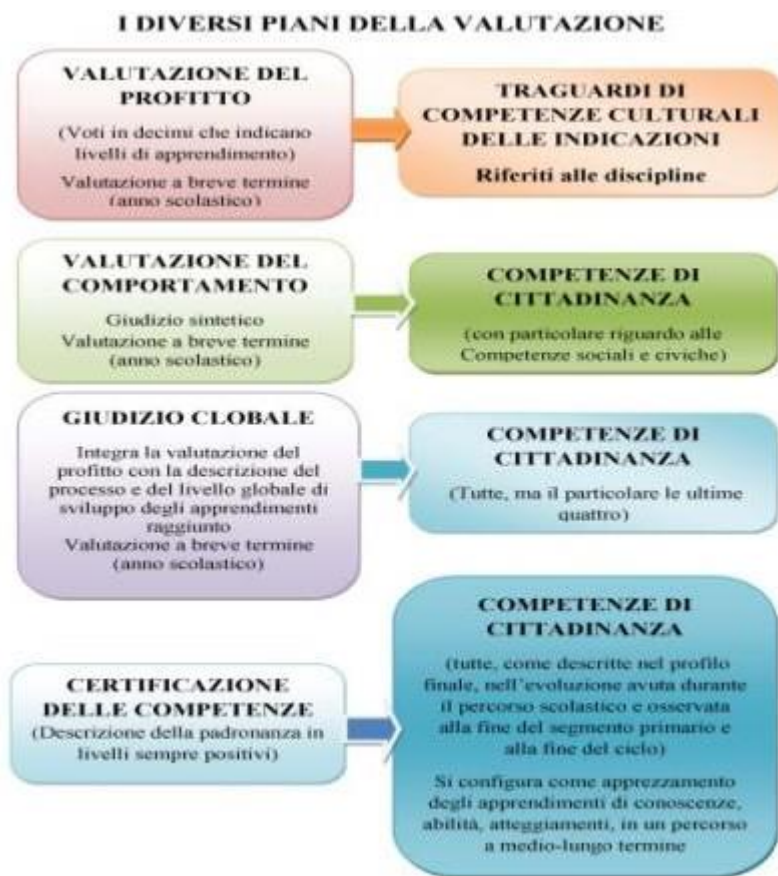 I DIVERSI PIANI DELLA VALUTAZIONE
VALUTAZIONE DEL
PROFITTO
(Voti in decimi che indicano
livelli di apprendimento)
Valutazione a breve termine
(anno scolastico)
TRAGUARDI DI
COMPETENZE CULTURALI
DELLE INDICAZIONI
Riferiti alle discipline
VALUTAZIONE DEL
COMPORTAMENTO
Giudizio sintetico
Valutazione a breve termine
(anno scolastico)
COMPETENZE DI
CITTADINANZA
(con particolare riguardo alle
Competenze sociali e civiche)
GIUDIZIO CLOBALE
Integra la valutazione del
profitto con la descrizione del
processo e del livello globale di
sviluppo degli apprendimenti
raggiunto
Valutazione a breve termine
(anno scolastico)
COMPETENZE DI
CITTADINANZA
(Tutte, ma il particolare le ultime
quattro)
CERTIFICAZIONE
DELLE COMPETENZE
(Descrizione della padronanza in
livelli sempre positivi)
COMPETENZE DI
CITTADINANZA
(tutte, come descritte nel profilo
finale, nell'evoluzione avuta durante
il percorso scolastico e osservata
alla fine del segmento primario e
alla fine del ciclo)
Si configura come apprezzamento
degli apprendimenti di conoscenze,
abilità, atteggiamenti, in un percorso
a medio-lungo termine